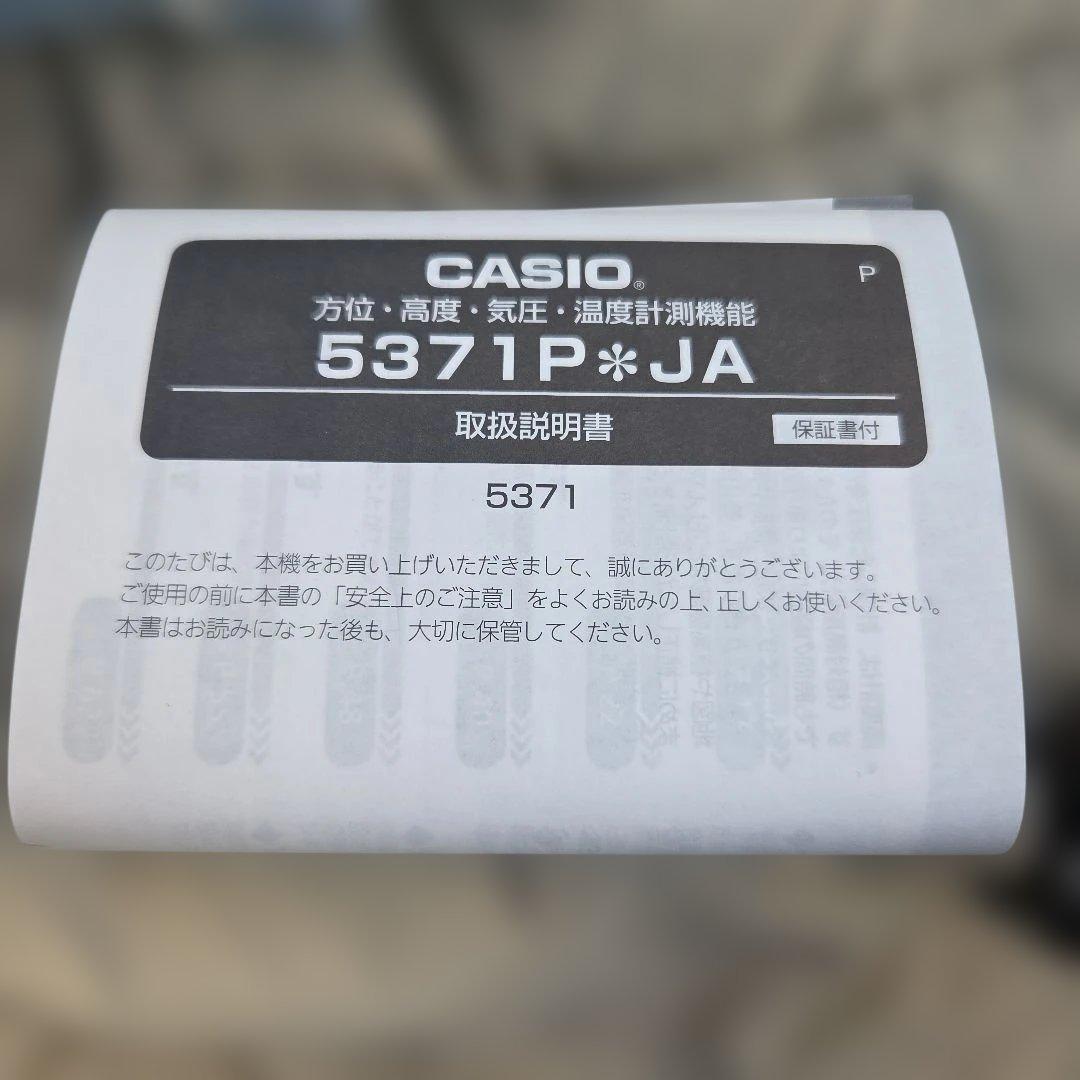 CASIO®
P
方位・高度・気圧・温度計測機能
5371P＊JA
取扱説明書
保証書付
5371
このたびは、本機をお買い上げいただきまして、誠にありがとうございます。
ご使用の前に本書の「安全上のご注意」をよくお読みの上、正しくお使いください。
本書はお読みになった後も、大切に保管してください。